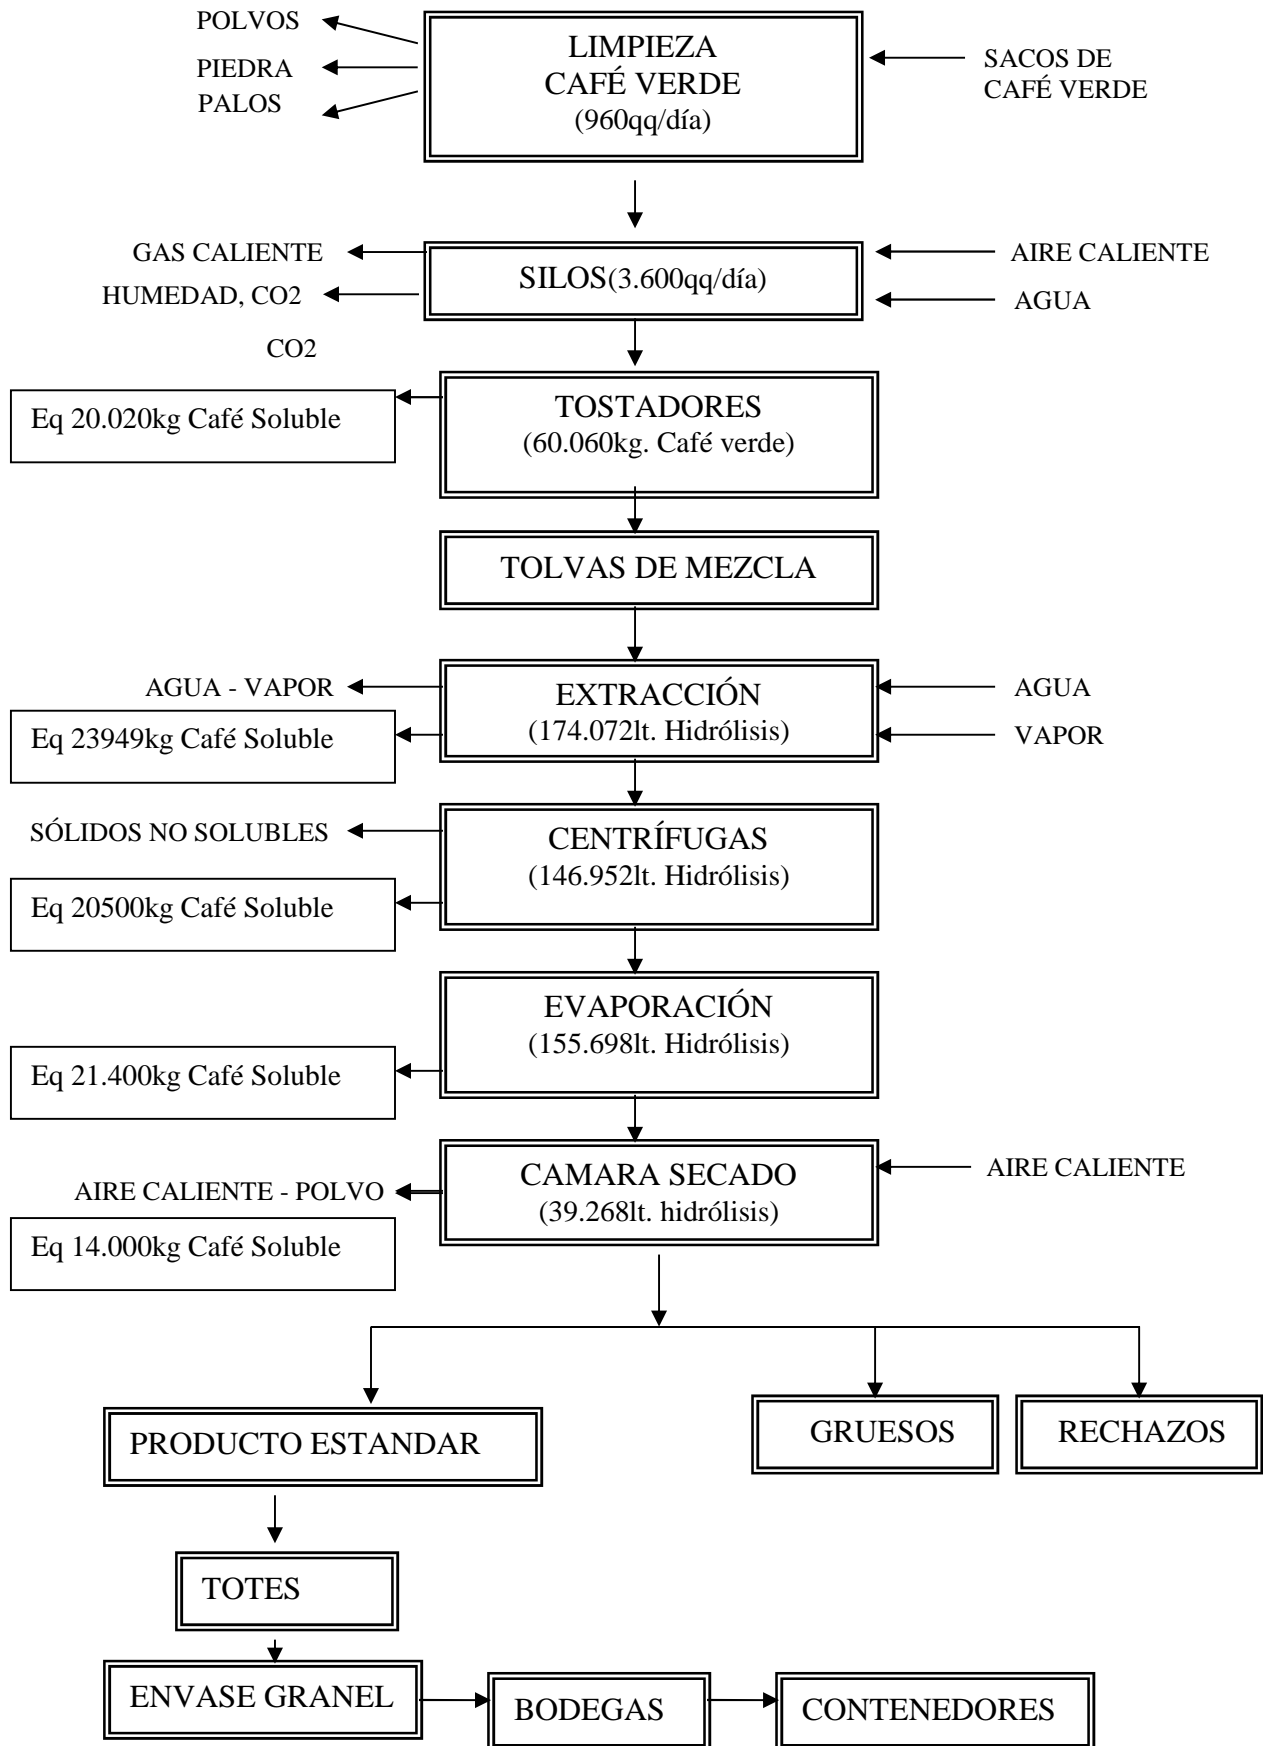 POLVOS
PIEDRA
PALOS
LIMPIEZA
CAFÉ VERDE
(960qq/día)
SACOS DE
CAFÉ VERDE
GAS CALIENTE
HUMEDAD, CO2
SILOS(3.600qq/día)
AIRE CALIENTE
AGUA
CO2
Eq 20.020kg Café Soluble
TOSTADORES
(60.060kg. Café verde)
TOLVAS DE MEZCLA
AGUA - VAPOR
Eq 23949kg Café Soluble
EXTRACCIÓN
(174.072lt. Hidrólisis)
AGUA
VAPOR
SÓLIDOS NO SOLUBLES
Eq 20500kg Café Soluble
CENTRÍFUGAS
(146.952lt. Hidrólisis)
EVAPORACIÓN
(155.698lt. Hidrólisis)
Eq 21.400kg Café Soluble
CAMARA SECADO
(39.268lt. hidrólisis)
AIRE CALIENTE
AIRE CALIENTE - POLVO
Eq 14.000kg Café Soluble
PRODUCTO ESTANDAR
GRUESOS
RECHAZOS
TOTES
ENVASE GRANEL
BODEGAS
CONTENEDORES